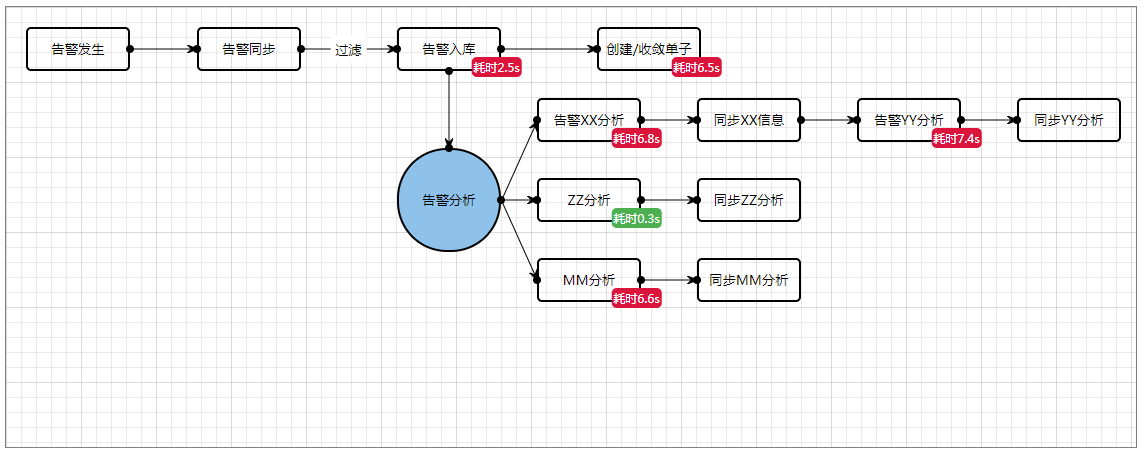 告警发生
告警同步
过滤
告警入库
耗时2.5s
创建/收敛单子
耗时6.5s
告警XX分析
耗时6.8s
同步XX信息
告警YY分析
耗时7.4s
同步YY分析
告警分析
ZZ分析
耗时0.3s
同步ZZ分析
MM分析
耗时6.6s
同步MM分析